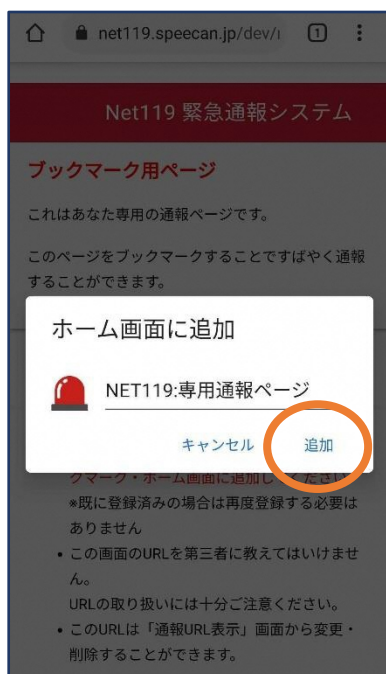 net119.speecan.jp/dev/
1
Net119 緊急通報システム
ブックマーク用ページ
これはあなた専用の通報ページです。
このページをブックマークすることですばやく通報
することができます。
ホーム画面に追加
NET119:専用通報ページ
キャンセル
追加
クマーク・ホーム画面に追加し ください
*既に登録済みの場合は再度登録する必要は
ありません
• この画面のURLを第三者に教えてはいけませ
ん。
URLの取り扱いには十分ご注意ください。
• このURLは「通報URL表示」画面から変更・
削除することができます。